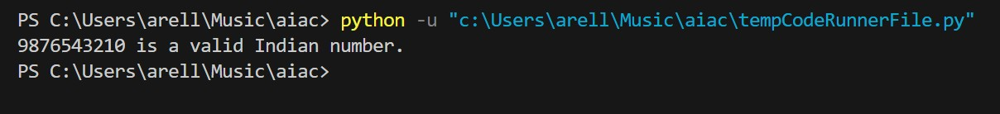 PS C:\Users\arell\Music\aiac> python -u "c:\Users\arell\Music\aiac\tempCodeRunnerFile.py"
9876543210 is a valid Indian number.
PS C:\Users\arell\Music\aiac>